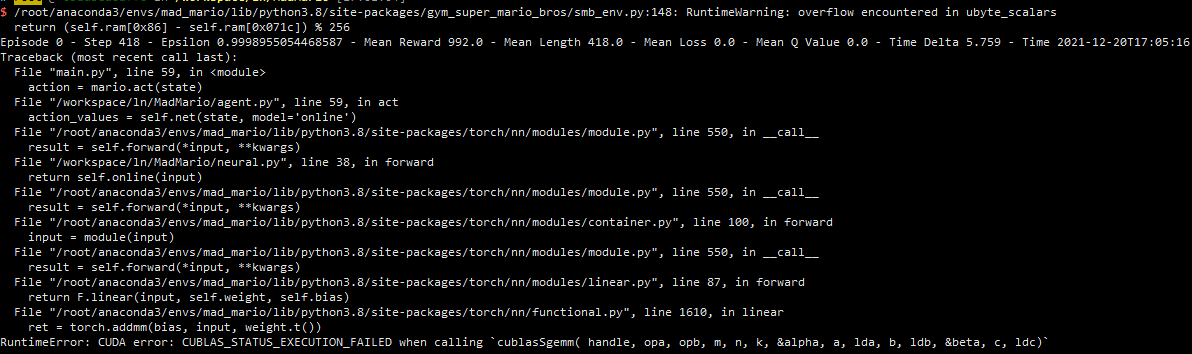 $ /root/anaconda3/envs/mad_mario/lib/python3.8/site-packages/gym_super_mario_bros/smb_env.py:148: RuntimeWarning: overflow encountered in ubyte_scalars
  return (self.ram[0x86] - self.ram[0x071c]) % 256
Episode 0 - Step 418 - Epsilon 0.9998955054468587 - Mean Reward 992.0 - Mean Length 418.0 - Mean Loss 0.0 - Mean Q Value 0.0 - Time Delta 5.759 - Time 2021-12-20T17:05:16
Traceback (most recent call last):
  File "main.py", line 59, in <module>
    action = mario.act(state)
  File "/workspace/ln/MadMario/agent.py", line 59, in act
    action_values = self.net(state, model='online')
  File "/root/anaconda3/envs/mad_mario/lib/python3.8/site-packages/torch/nn/modules/module.py", line 550, in __call__
    result = self.forward(*input, **kwargs)
  File "/workspace/ln/MadMario/neural.py", line 38, in forward
    return self.online(input)
  File "/root/anaconda3/envs/mad_mario/lib/python3.8/site-packages/torch/nn/modules/module.py", line 550, in __call__
    result = self.forward(*input, **kwargs)
  File "/root/anaconda3/envs/mad_mario/lib/python3.8/site-packages/torch/nn/modules/container.py", line 100, in forward
    input = module(input)
  File "/root/anaconda3/envs/mad_mario/lib/python3.8/site-packages/torch/nn/modules/module.py", line 550, in __call__
    result = self.forward(*input, **kwargs)
  File "/root/anaconda3/envs/mad_mario/lib/python3.8/site-packages/torch/nn/modules/linear.py", line 87, in forward
    return F.linear(input, self.weight, self.bias)
  File "/root/anaconda3/envs/mad_mario/lib/python3.8/site-packages/torch/nn/functional.py", line 1610, in linear
    ret = torch.addmm(bias, input, weight.t())
RuntimeError: CUDA error: CUBLAS_STATUS_EXECUTION_FAILED when calling `cublasSgemm( handle, opa, opb, m, n, k, &alpha, a, lda, b, ldb, &beta, c, ldc)`